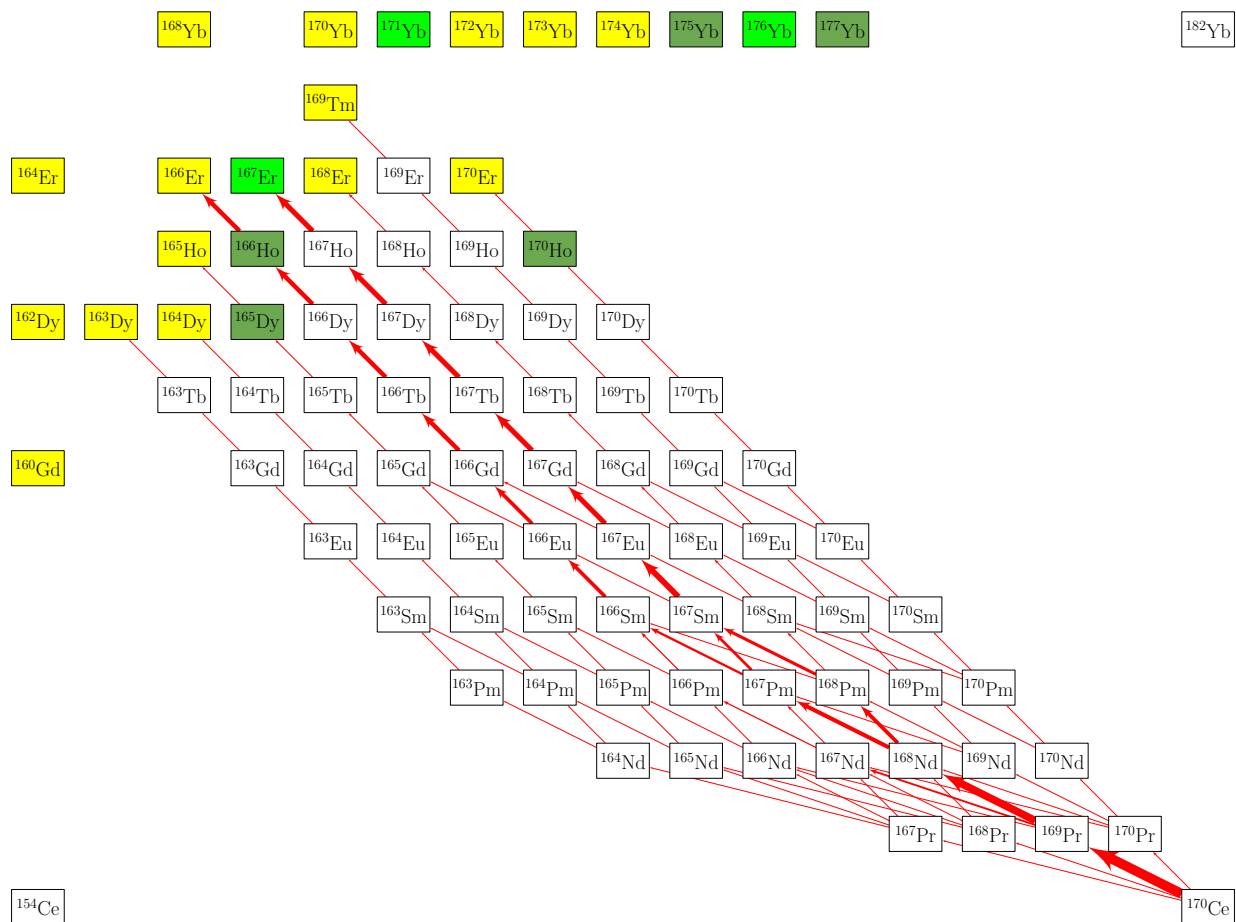 ¹⁶⁸Yb ¹⁷⁰Yb ¹⁷¹Yb ¹⁷²Yb ¹⁷³Yb ¹⁷⁴Yb ¹⁷⁵Yb ¹⁷⁶Yb ¹⁷⁷Yb ¹⁸²Yb
¹⁶⁹Tm
¹⁶⁴Er ¹⁶⁶Er ¹⁶⁷Er ¹⁶⁸Er ¹⁶⁹Er ¹⁷⁰Er
¹⁶⁵Ho ¹⁶⁶Ho ¹⁶⁷Ho ¹⁶⁸Ho ¹⁶⁹Ho ¹⁷⁰Ho
¹⁶²Dy ¹⁶³Dy ¹⁶⁴Dy ¹⁶⁵Dy ¹⁶⁶Dy ¹⁶⁷Dy ¹⁶⁸Dy ¹⁶⁹Dy ¹⁷⁰Dy
¹⁶³Tb ¹⁶⁴Tb ¹⁶⁵Tb ¹⁶⁶Tb ¹⁶⁷Tb ¹⁶⁸Tb ¹⁶⁹Tb ¹⁷⁰Tb
¹⁶⁰Gd ¹⁶³Gd ¹⁶⁴Gd ¹⁶⁵Gd ¹⁶⁶Gd ¹⁶⁷Gd ¹⁶⁸Gd ¹⁶⁹Gd ¹⁷⁰Gd
¹⁶³Eu ¹⁶⁴Eu ¹⁶⁵Eu ¹⁶⁶Eu ¹⁶⁷Eu ¹⁶⁸Eu ¹⁶⁹Eu ¹⁷⁰Eu
¹⁶³Sm ¹⁶⁴Sm ¹⁶⁵Sm ¹⁶⁶Sm ¹⁶⁷Sm ¹⁶⁸Sm ¹⁶⁹Sm ¹⁷⁰Sm
¹⁶³Pm ¹⁶⁴Pm ¹⁶⁵Pm ¹⁶⁶Pm ¹⁶⁷Pm ¹⁶⁸Pm ¹⁶⁹Pm ¹⁷⁰Pm
¹⁶⁴Nd ¹⁶⁵Nd ¹⁶⁶Nd ¹⁶⁷Nd ¹⁶⁸Nd ¹⁶⁹Nd ¹⁷⁰Nd
¹⁶⁷Pr ¹⁶⁸Pr ¹⁶⁹Pr ¹⁷⁰Pr
¹⁵⁴Ce ¹⁷⁰Ce